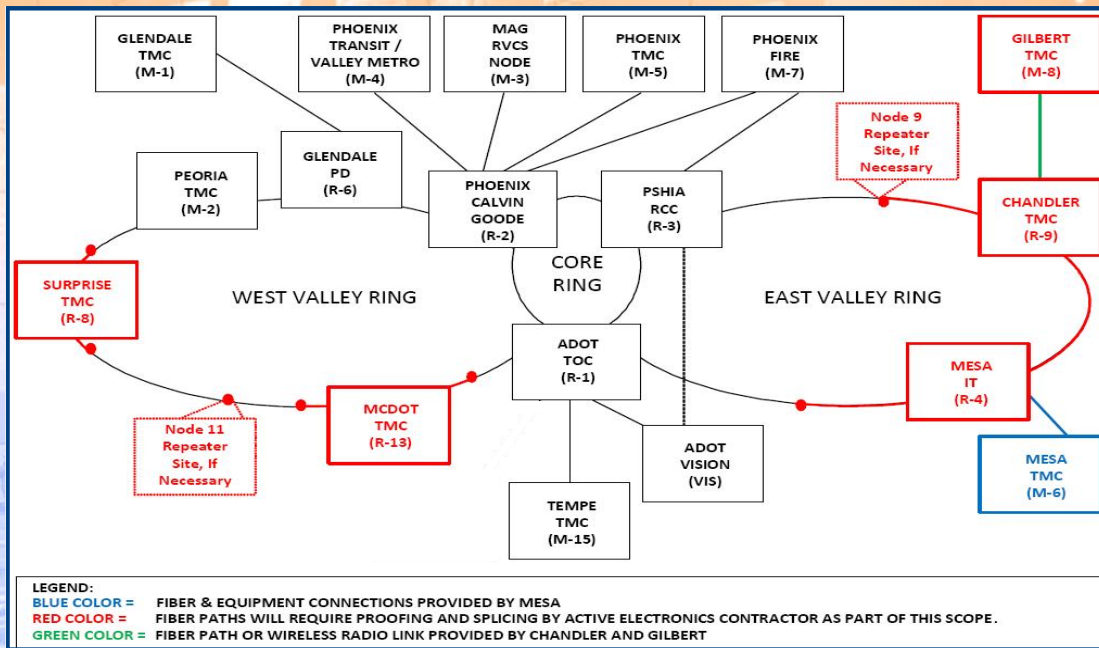 GLENDALE
TMC
(M-1)
PHOENIX
TRANSIT /
VALLEY METRO
(M-4)
MAG
RVCS
NODE
(M-3)
PHOENIX
TMC
(M-5)
PHOENIX
FIRE
(M-7)
GILBERT
TMC
(M-8)
Node 9
Repeater
Site, If
Necessary
PEORIA
TMC
(M-2)
GLENDALE
PD
(R-6)
PHOENIX
CALVIN
GOODE
(R-2)
PSHIA
RCC
(R-3)
CHANDLER
TMC
(R-9)
SURPRISE
TMC
(R-8)
WEST VALLEY RING
CORE
RING
EAST VALLEY RING
ADOT
TOC
(R-1)
MESA
IT
(R-4)
MCDOT
TMC
(R-13)
Node 11
Repeater
Site, If
Necessary
ADOT
VISION
(VIS)
MESA
TMC
(M-6)
TEMPE
TMC
(M-15)
LEGEND:
BLUE COLOR = FIBER & EQUIPMENT CONNECTIONS PROVIDED BY MESA
RED COLOR = FIBER PATHS WILL REQUIRE PROOFING AND SPLICING BY ACTIVE ELECTRONICS CONTRACTOR AS PART OF THIS SCOPE.
GREEN COLOR = FIBER PATH OR WIRELESS RADIO LINK PROVIDED BY CHANDLER AND GILBERT